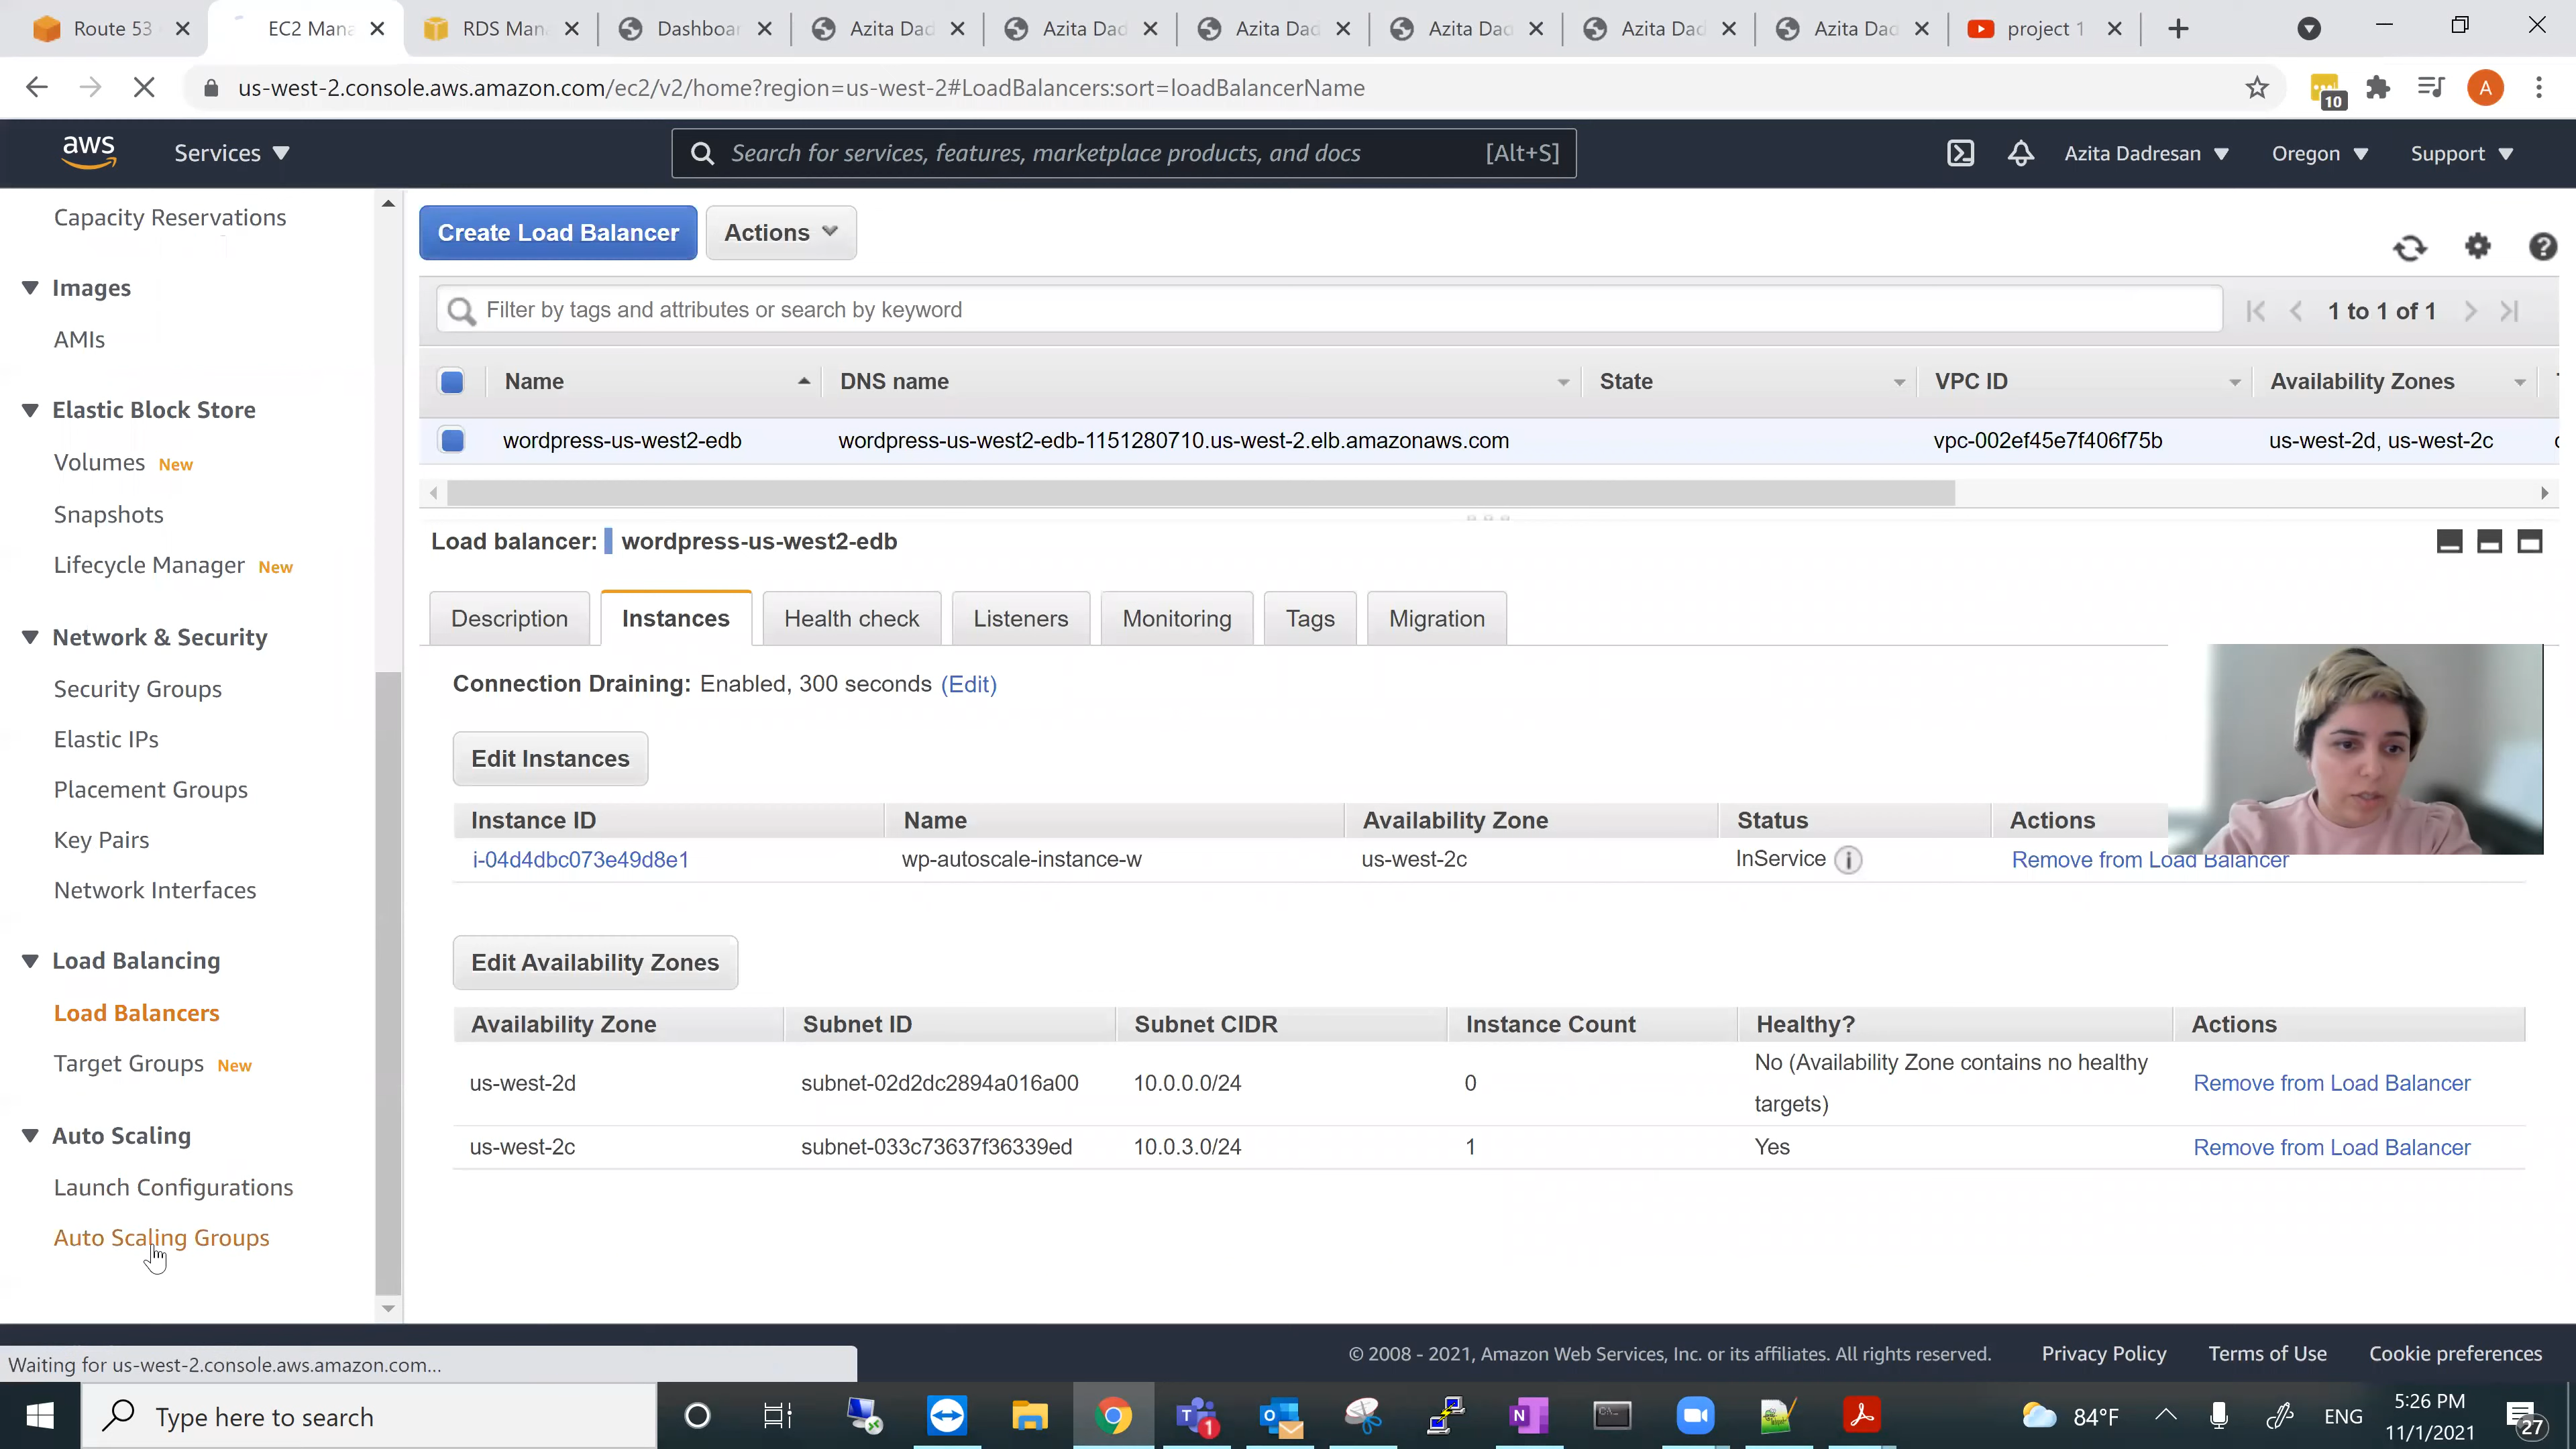 Route 53
EC2 Mana
RDS Man
Dashboar
Azita Dad
Azita Dad
Azita Dad
Azita Dad
Azita Dad
Azita Dad
project 1
us-west-2.console.aws.amazon.com/ec2/v2/home?region=us-west-2#LoadBalancers:sort=loadBalancerName
10
A
aws
Services
Search for services, features, marketplace products, and docs
[Alt+S]
Azita Dadresan
Oregon
Support
Capacity Reservations
Images
AMIs
Elastic Block Store
Volumes New
Snapshots
Lifecycle Manager New
Network & Security
Security Groups
Elastic IPs
Placement Groups
Key Pairs
Network Interfaces
Load Balancing
Load Balancers
Target Groups New
Auto Scaling
Launch Configurations
Auto Scaling Groups
Create Load Balancer
Actions
Filter by tags and attributes or search by keyword
1 to 1 of 1
Name DNS name State VPC ID Availability Zones
wordpress-us-west2-edb wordpress-us-west2-edb-1151280710.us-west-2.elb.amazonaws.com vpc-002ef45e7f406f75b us-west-2d, us-west-2c
Load balancer: wordpress-us-west2-edb
Description Instances Health check Listeners Monitoring Tags Migration
Connection Draining: Enabled, 300 seconds (Edit)
Edit Instances
Instance ID Name Availability Zone Status Actions
i-04d4dbc073e49d8e1 wp-autoscale-instance-w us-west-2c InService Remove from Load Balancer
Edit Availability Zones
Availability Zone Subnet ID Subnet CIDR Instance Count Healthy? Actions
us-west-2d subnet-02d2dc2894a016a00 10.0.0.0/24 0 No (Availability Zone contains no healthy
targets) Remove from Load Balancer
us-west-2c subnet-033c73637f36339ed 10.0.3.0/24 1 Yes Remove from Load Balancer
Waiting for us-west-2.console.aws.amazon.com...
© 2008 - 2021, Amazon Web Services, Inc. or its affiliates. All rights reserved. Privacy Policy Terms of Use Cookie preferences
Type here to search
84°F
ENG
5:26 PM
11/1/2021
27